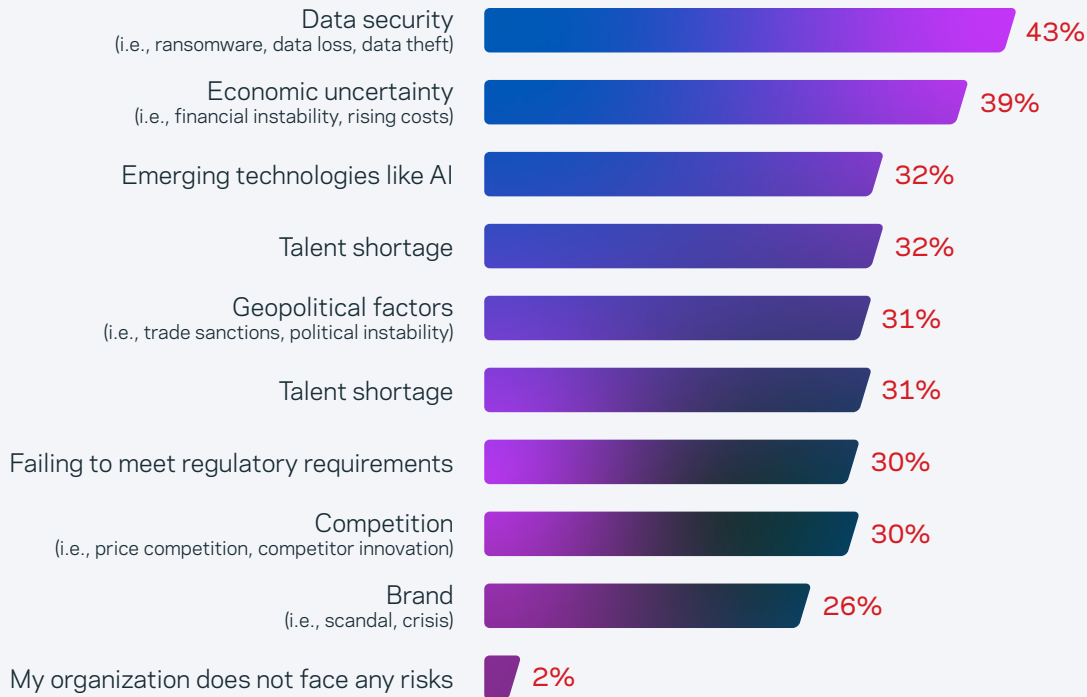 Data security
(i.e., ransomware, data loss, data theft)
43%
Economic uncertainty
(i.e., financial instability, rising costs)
39%
Emerging technologies like AI
32%
Talent shortage
32%
Geopolitical factors
(i.e., trade sanctions, political instability)
31%
Talent shortage
31%
Failing to meet regulatory requirements
30%
Competition
(i.e., price competition, competitor innovation)
30%
Brand
(i.e., scandal, crisis)
26%
My organization does not face any risks
2%